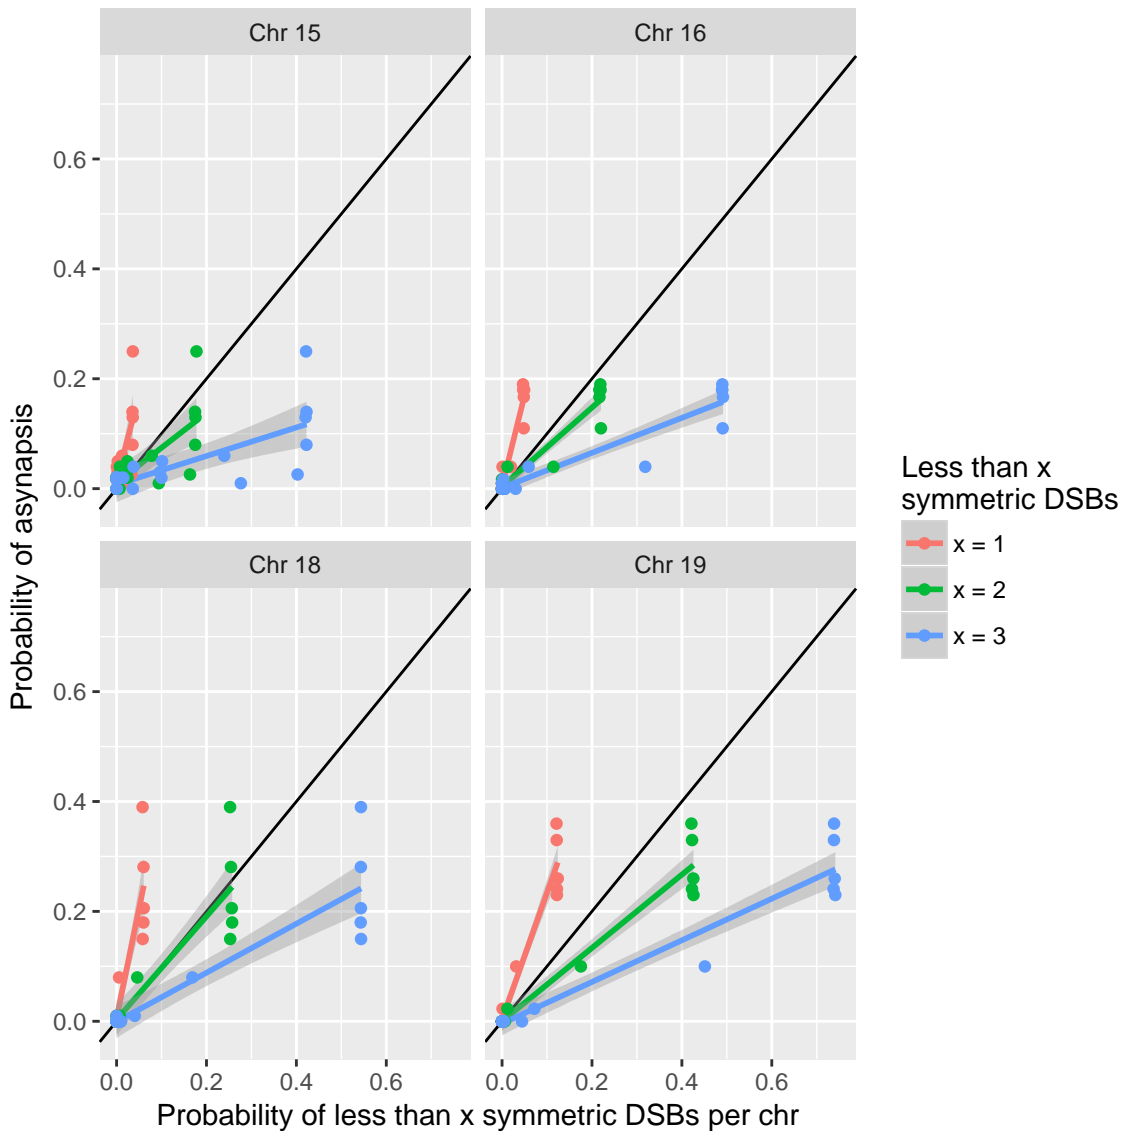 Chr 15
Chr 16
0.6
0.4
0.2
0.0
Chr 18
Chr 19
0.6
0.4
0.2
0.0
0.0 0.2 0.4 0.6
0.0 0.2 0.4 0.6
Probability of less than x symmetric DSBs per chr
Probability of asynapsis
Less than x
symmetric DSBs
x = 1
x = 2
x = 3